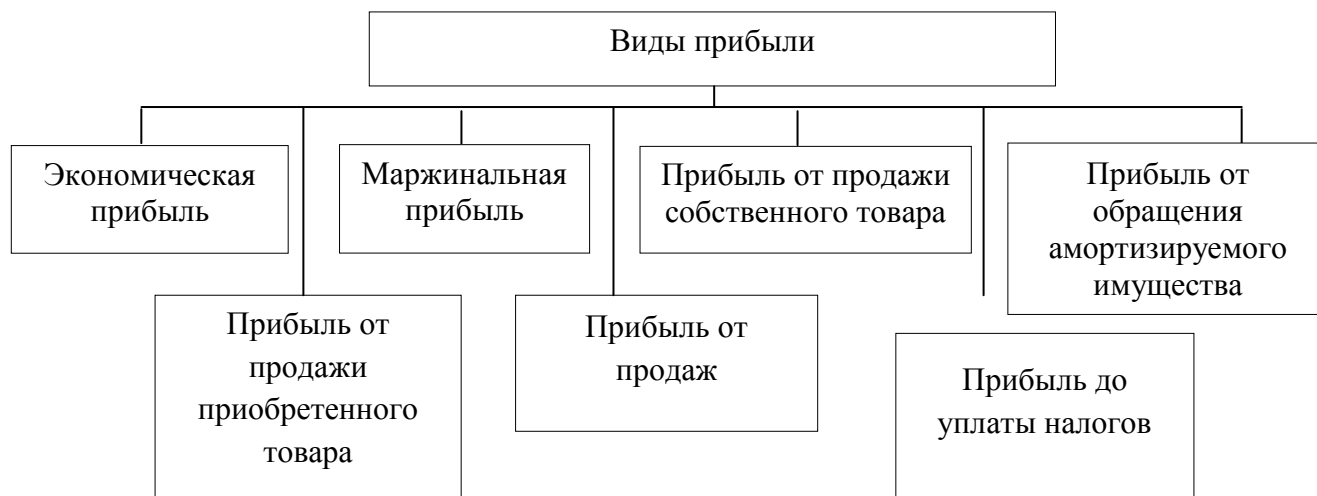 Виды прибыли
Экономическая
прибыль
Маржинальная
прибыль
Прибыль от продажи
собственного товара
Прибыль от
обращения
амортизируемого
имущества
Прибыль от
продажи
приобретенного
товара
Прибыль от
продаж
Прибыль до
уплаты налогов